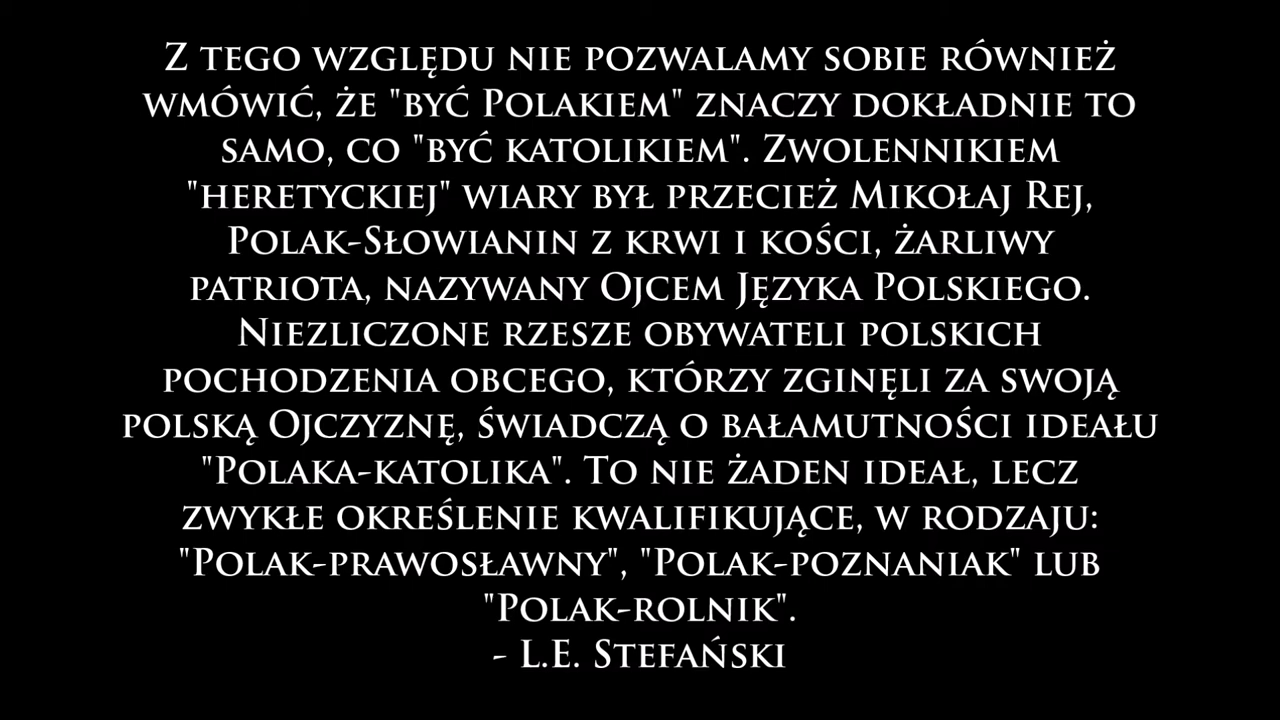 Z tego względu nie pozwalamy sobie również
wmówić, że "być Polakiem" znaczy dokładnie to
samo, co "być katolikiem". Zwolennikiem
"heretyckiej" wiary był przecież Mikołaj Rej,
Polak-Słowianin z krwi i kości, żarliwy
patriota, nazywany Ojcem Języka Polskiego.
Niezliczone rzesze obywateli polskich
pochodzenia obcego, którzy zginęli za swoją
polską Ojczyznę, świadczą o bałamutności ideału
"Polaka-katolika". To nie żaden ideał, lecz
zwykłe określenie kwalifikujące, w rodzaju:
"Polak-prawosławny", "Polak-poznaniak" lub
"Polak-rolnik".
- L.E. Stefański